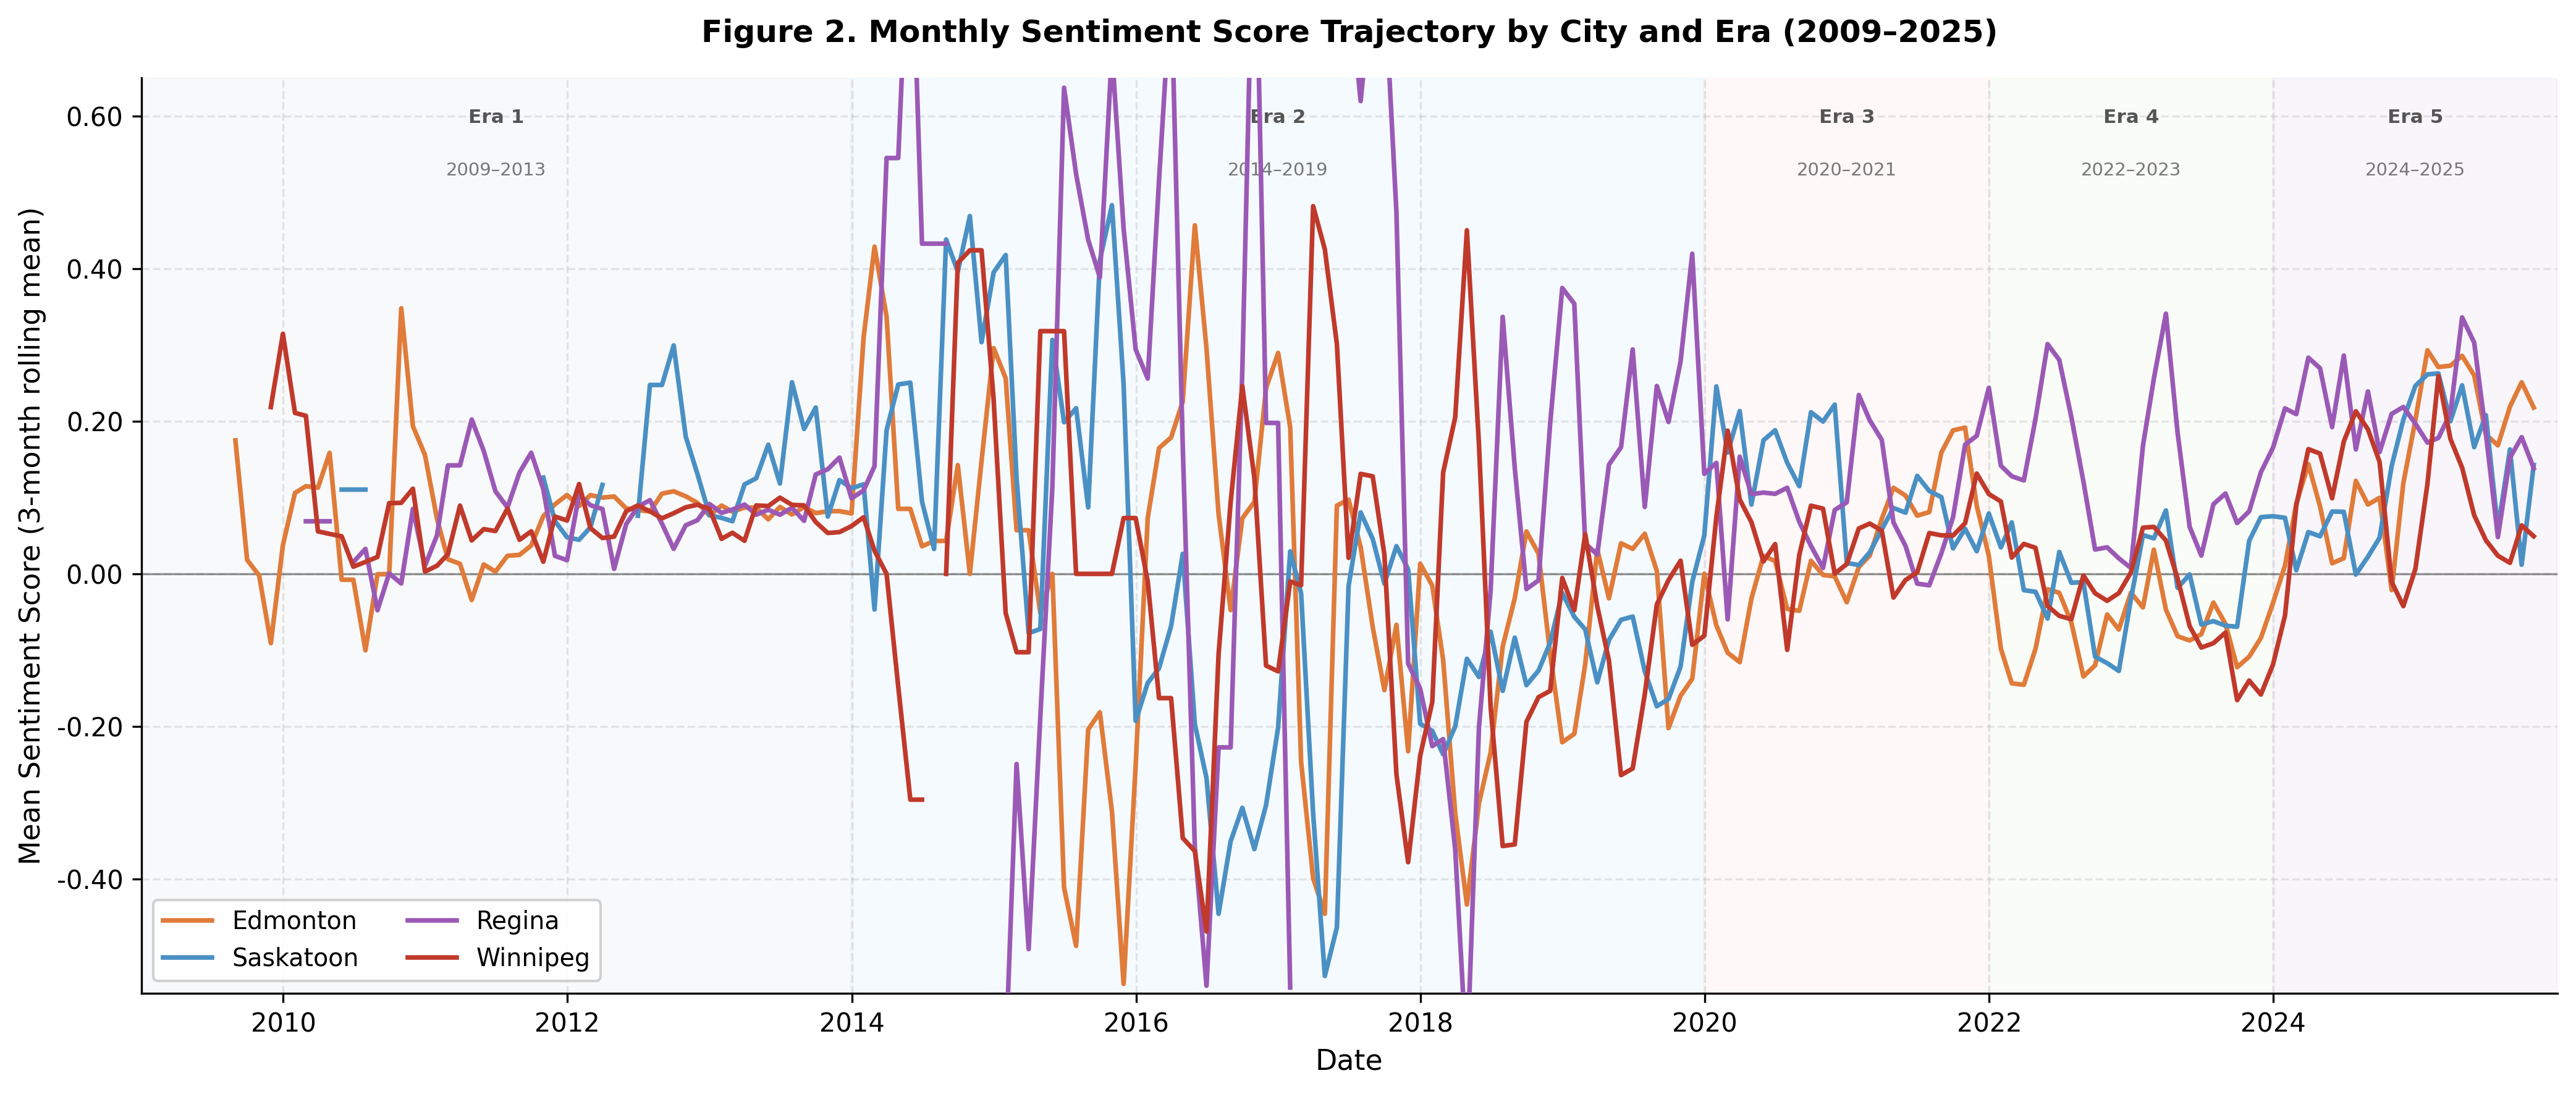 Figure 2. Monthly Sentiment Score Trajectory by City and Era (2009–2025)
Mean Sentiment Score (3-month rolling mean)
0.60
0.40
0.20
0.00
-0.20
-0.40
Era 1
2009–2013
Era 2
2014–2019
Era 3
2020–2021
Era 4
2022–2023
Era 5
2024–2025
Edmonton
Saskatoon
Regina
Winnipeg
2010 2012 2014 2016 2018 2020 2022 2024
Date